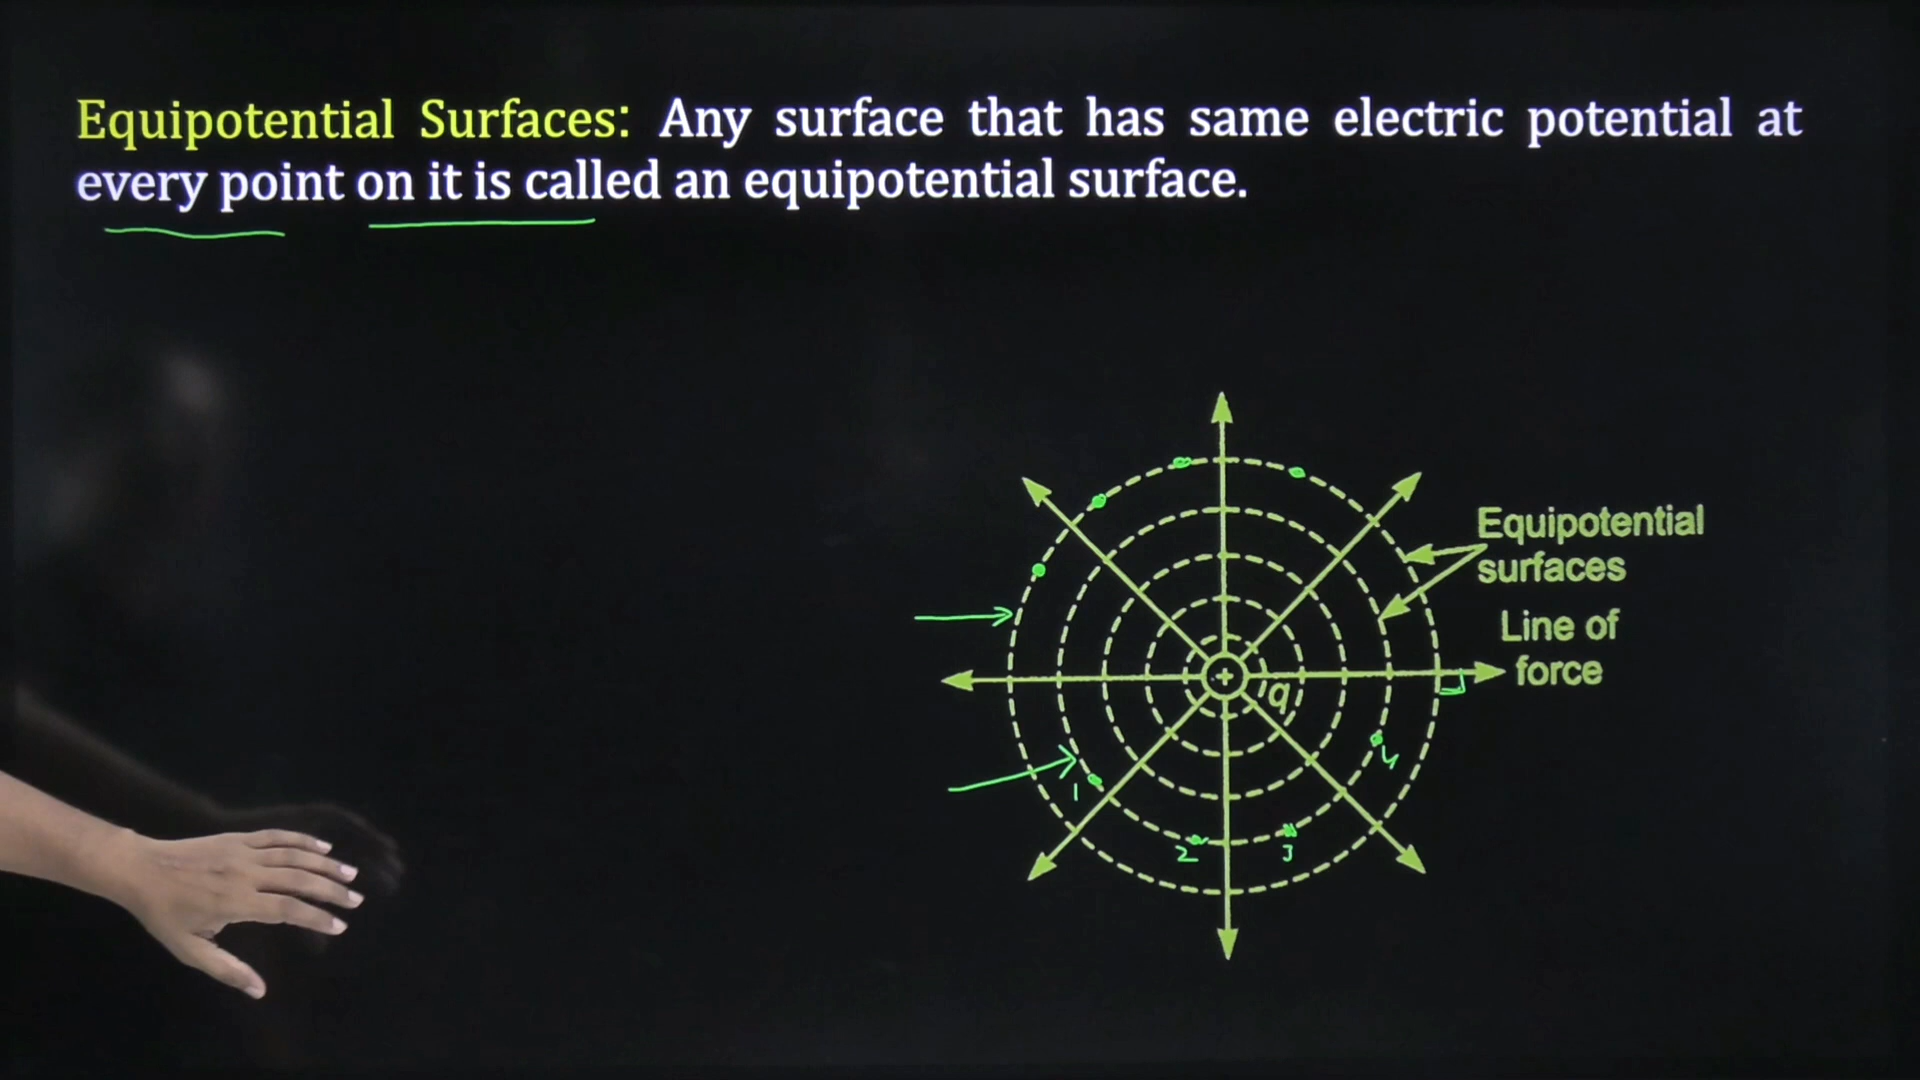 Equipotential Surfaces: Any surface that has same electric potential at
every point on it is called an equipotential surface.
Equipotential
surfaces
Line of
force
+
q
1
2
3
4